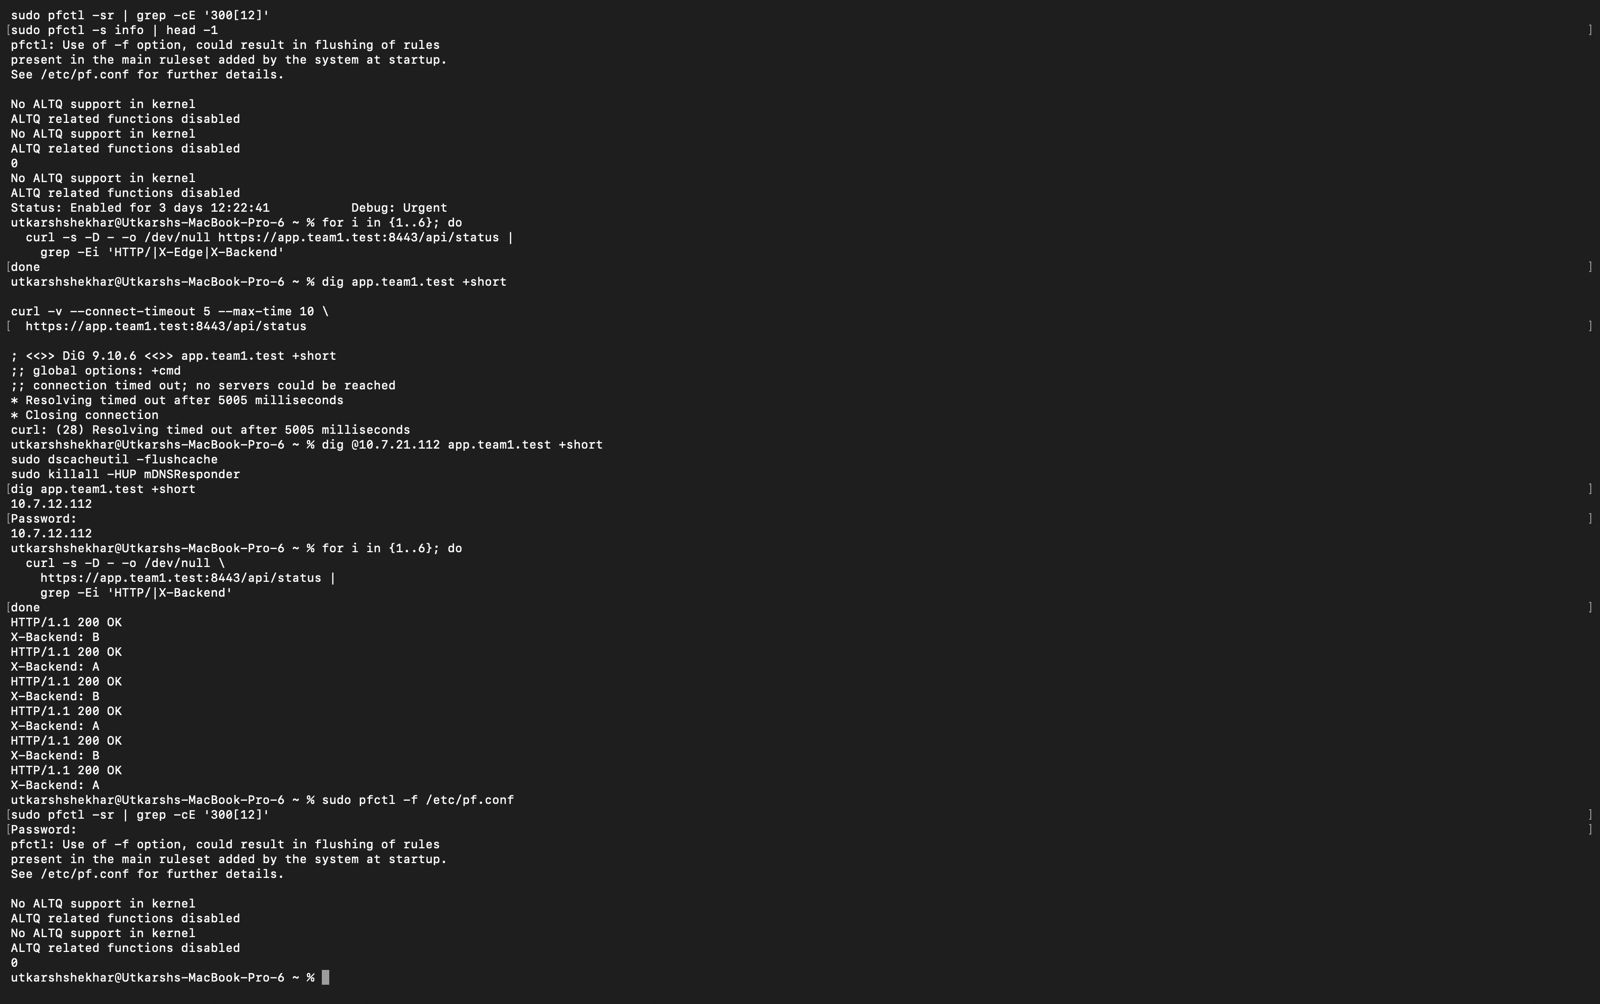 sudo pfctl -sr | grep -cE '300[12]'
[sudo pfctl -s info | head -1 ]
pfctl: Use of -f option, could result in flushing of rules
present in the main ruleset added by the system at startup.
See /etc/pf.conf for further details.

No ALTQ support in kernel
ALTQ related functions disabled
No ALTQ support in kernel
ALTQ related functions disabled
0
No ALTQ support in kernel
ALTQ related functions disabled
Status: Enabled for 3 days 12:22:41           Debug: Urgent
utkarshshekhar@Utkarshs-MacBook-Pro-6 ~ % for i in {1..6}; do
  curl -s -D - -o /dev/null https://app.team1.test:8443/api/status |
    grep -Ei 'HTTP/|X-Edge|X-Backend'
[done ]
utkarshshekhar@Utkarshs-MacBook-Pro-6 ~ % dig app.team1.test +short

curl -v --connect-timeout 5 --max-time 10 \
[  https://app.team1.test:8443/api/status ]

; <<>> DiG 9.10.6 <<>> app.team1.test +short
;; global options: +cmd
;; connection timed out; no servers could be reached
* Resolving timed out after 5005 milliseconds
* Closing connection
curl: (28) Resolving timed out after 5005 milliseconds
utkarshshekhar@Utkarshs-MacBook-Pro-6 ~ % dig @10.7.21.112 app.team1.test +short
sudo dscacheutil -flushcache
sudo killall -HUP mDNSResponder
[dig app.team1.test +short ]
10.7.12.112
[Password: ]
10.7.12.112
utkarshshekhar@Utkarshs-MacBook-Pro-6 ~ % for i in {1..6}; do
  curl -s -D - -o /dev/null \
    https://app.team1.test:8443/api/status |
    grep -Ei 'HTTP/|X-Backend'
[done ]
HTTP/1.1 200 OK
X-Backend: B
HTTP/1.1 200 OK
X-Backend: A
HTTP/1.1 200 OK
X-Backend: B
HTTP/1.1 200 OK
X-Backend: A
HTTP/1.1 200 OK
X-Backend: B
HTTP/1.1 200 OK
X-Backend: A
utkarshshekhar@Utkarshs-MacBook-Pro-6 ~ % sudo pfctl -f /etc/pf.conf
[sudo pfctl -sr | grep -cE '300[12]' ]
[Password: ]
pfctl: Use of -f option, could result in flushing of rules
present in the main ruleset added by the system at startup.
See /etc/pf.conf for further details.

No ALTQ support in kernel
ALTQ related functions disabled
No ALTQ support in kernel
ALTQ related functions disabled
0
utkarshshekhar@Utkarshs-MacBook-Pro-6 ~ %